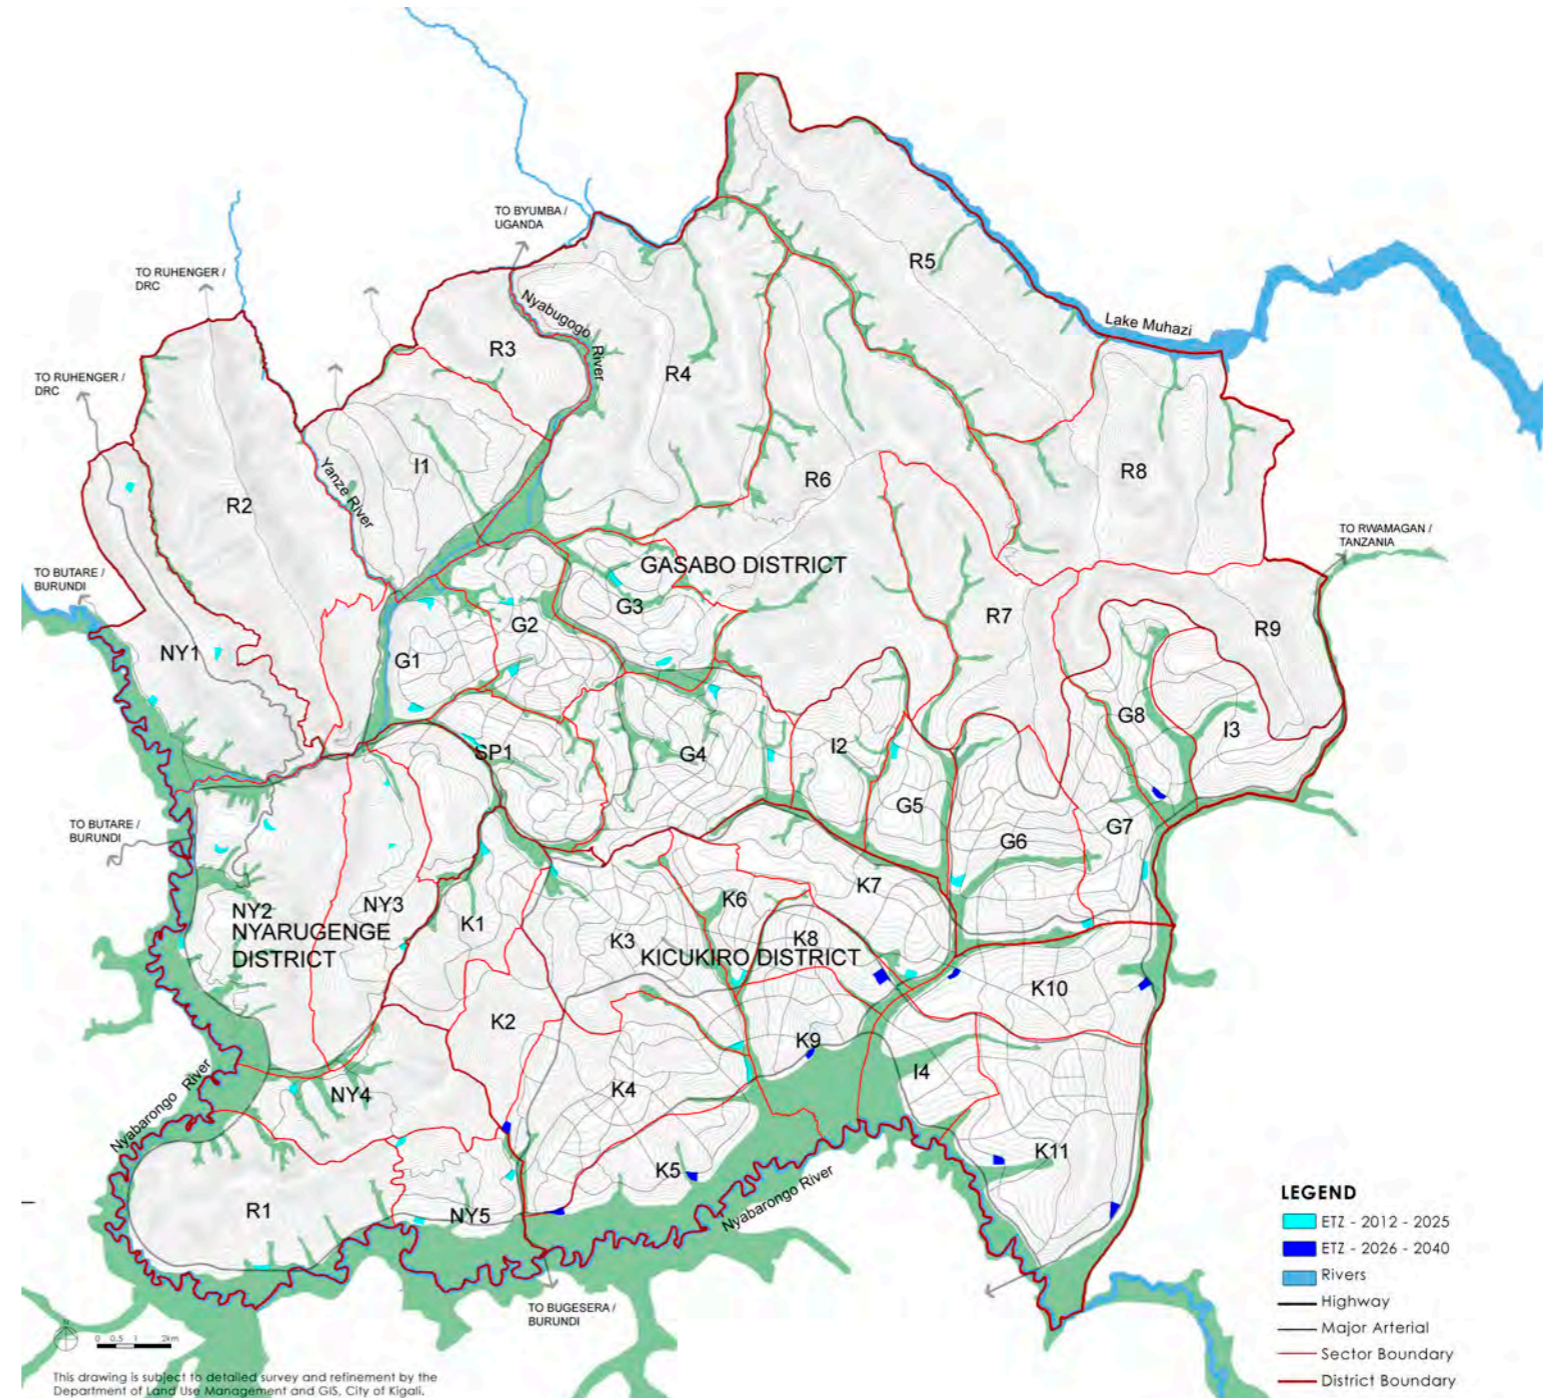 TO BYUMBA /
UGANDA
TO RUHENGER /
DRC
R5
Nyabugogo
River
Lake Muhazi
R3
R4
TO RUHENGER /
DRC
I1
R6
R8
R2
Yanze River
TO RWAMAGAN /
TANZANIA
TO BUTARE /
BURUNDI
GASABO DISTRICT
G3
G2
R7
R9
NY1
G1
G8
I3
SP1
G4
I2
G5
TO BUTARE /
BURUNDI
G7
G6
NY2
NYARUGENGE
DISTRICT
NY3
K1
K7
K6
K3
K8
KICUKIRO DISTRICT
K10
K2
K9
I4
NY4
K4
Nyabarongo River
K11
K5
R1
NY5
Nyabarongo River
TO BUGESERA /
BURUNDI
LEGEND
ETZ - 2012 - 2025
ETZ - 2026 - 2040
Rivers
Highway
Major Arterial
Sector Boundary
District Boundary
N
0 0.5 1 2km
This drawing is subject to detailed survey and refinement by the
Department of Land Use Management and GIS, City of Kigali.